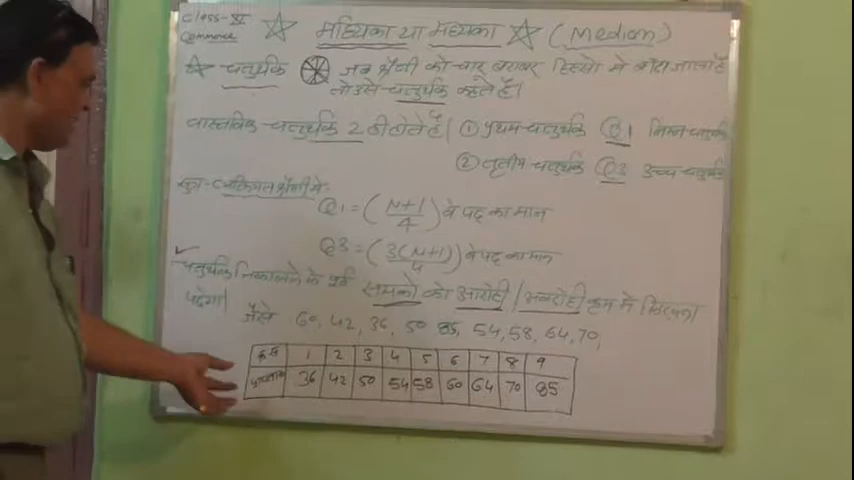 Class-XI
Commerce
मध्यिका या मध्यका (Median)
चतुर्थक जब श्रेणी को चार बराबर हिस्सो मे बाँटा जाता है
तो उसे चतुर्थक कहते है।
वास्तविक चतुर्थक 2 ही होते है। ① प्रथम चतुर्थक Q1 निम्न चतुर्थक
② तृतीय चतुर्थक Q3 उच्च चतुर्थक
व्यक्तिगत श्रेणी में
Q1 = (N+1/4) वे पद का मान
Q3 = (3(N+1)/4) वे पद का मान
चतुर्थक निकालने के पूर्व समंको को आरोही / अवरोही क्रम में लिखना
पड़ेगा।
जैसे 60, 42, 36, 50, 85, 54, 58, 64, 70,
1 2 3 4 5 6 7 8 9
36 42 50 54 58 60 64 70 85